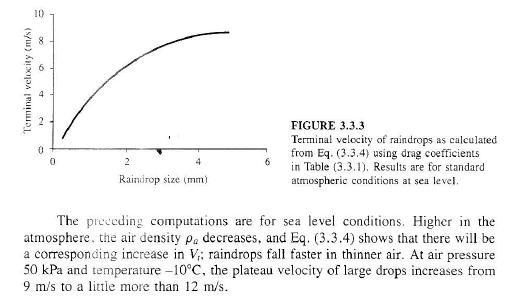 10
8
6
4
2
0
Terminal velocity (m/s)
0 2 4 6
Raindrop size (mm)
FIGURE 3.3.3
Terminal velocity of raindrops as calculated
from Eq. (3.3.4) using drag coefficients
in Table (3.3.1). Results are for standard
atmospheric conditions at sea level.
The preceding computations are for sea level conditions. Higher in the
atmosphere, the air density ρa decreases, and Eq. (3.3.4) shows that there will be
a corresponding increase in Vt; raindrops fall faster in thinner air. At air pressure
50 kPa and temperature –10°C, the plateau velocity of large drops increases from
9 m/s to a little more than 12 m/s.